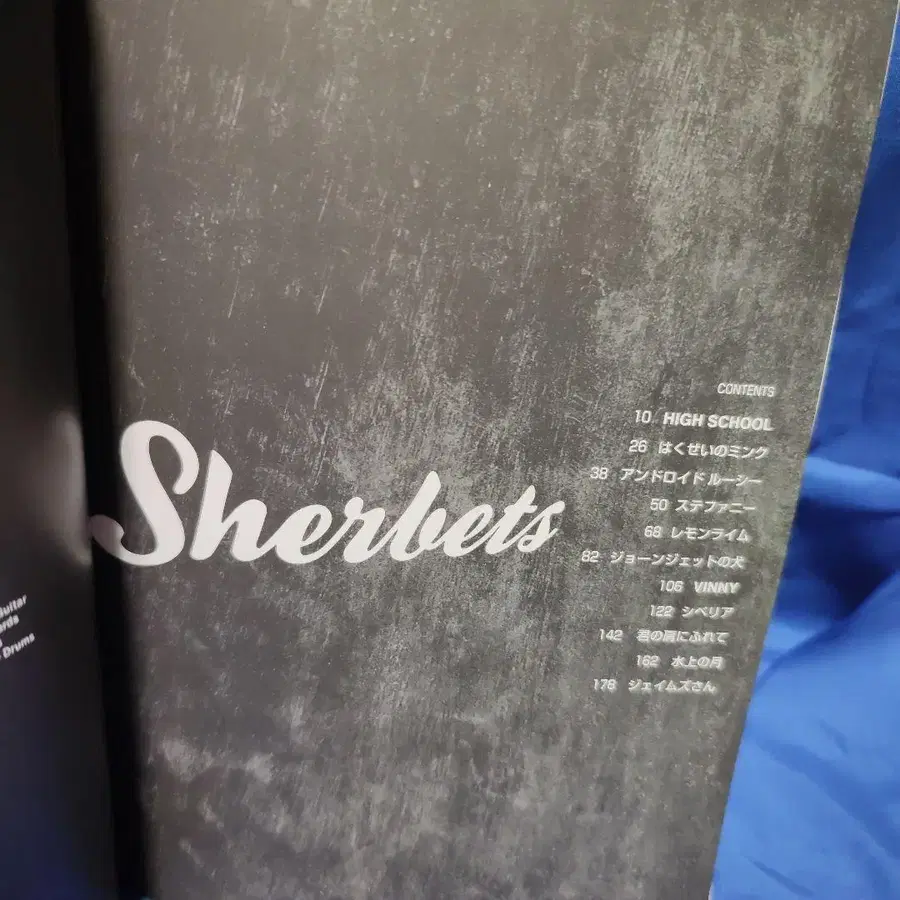 Guitar
Drums
Sherbets
CONTENTS
10 HIGH SCHOOL
26 はくせいのミンク
38 アンドロイドルーシー
50 ステファニー
68 レモンライム
82 ジョーンジェットの犬
106 VINNY
122 シベリア
142 君の肩にふれて
162 水上の月
178 ジェイムズさん